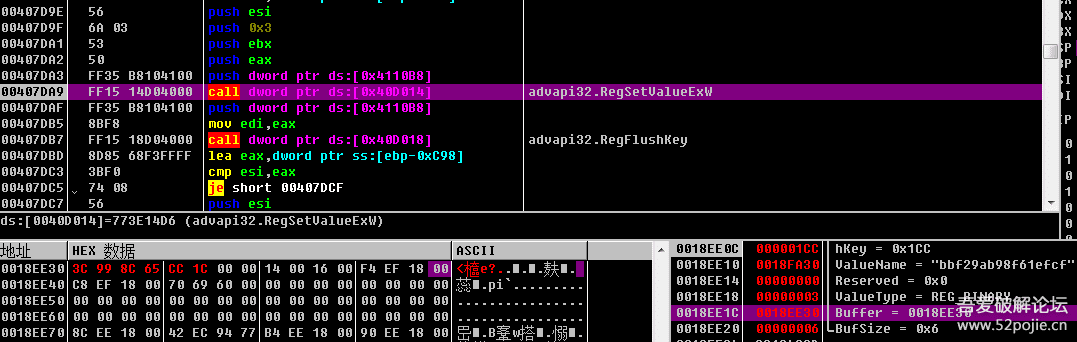 00407D9E 56 push esi
00407D9F 6A 03 push 0x3
00407DA1 53 push ebx
00407DA2 50 push eax
00407DA3 FF35 B8104100 push dword ptr ds:[0x4110B8]
00407DA9 FF15 14D04000 call dword ptr ds:[0x40D014] advapi32.RegSetValueExW
00407DAF FF35 B8104100 push dword ptr ds:[0x4110B8]
00407DB5 8BF8 mov edi,eax
00407DB7 FF15 18D04000 call dword ptr ds:[0x40D018] advapi32.RegFlushKey
00407DBD 8D85 68F3FFFF lea eax,dword ptr ss:[ebp-0xC98]
00407DC3 3BF0 cmp esi,eax
00407DC5 74 08 je short 00407DCF
00407DC7 56 push esi
ds:[0040D014]=773E14D6 (advapi32.RegSetValueExW)
地址 HEX 数据 ASCII
0018EE30 3C 99 8C 65 CC 1C 00 00 14 00 16 00 F4 EF 18 00
0018EE40 C8 EF 18 00 70 69 60 00 00 00 00 00 00 00 00 00
0018EE50 00 00 00 00 00 00 00 00 00 00 00 00 00 00 00 00
0018EE60 00 00 00 00 00 00 00 00 00 00 00 00 00 00 00 00
0018EE70 8C EE 18 00 42 EC 94 77 B4 EE 18 00 90 EE 18 00
0018EE0C 000001CC hKey = 0x1CC
0018EE10 0018FA30 ValueName = "bbf29ab98f61efcf"
0018EE14 00000000 Reserved = 0x0
0018EE18 00000003 ValueType = REG_BINARY
0018EE1C 0018EE30 Buffer = 0018EE30
0018EE20 00000006 BufSize = 0x6
吾爱破解论坛
www.52pojie.cn